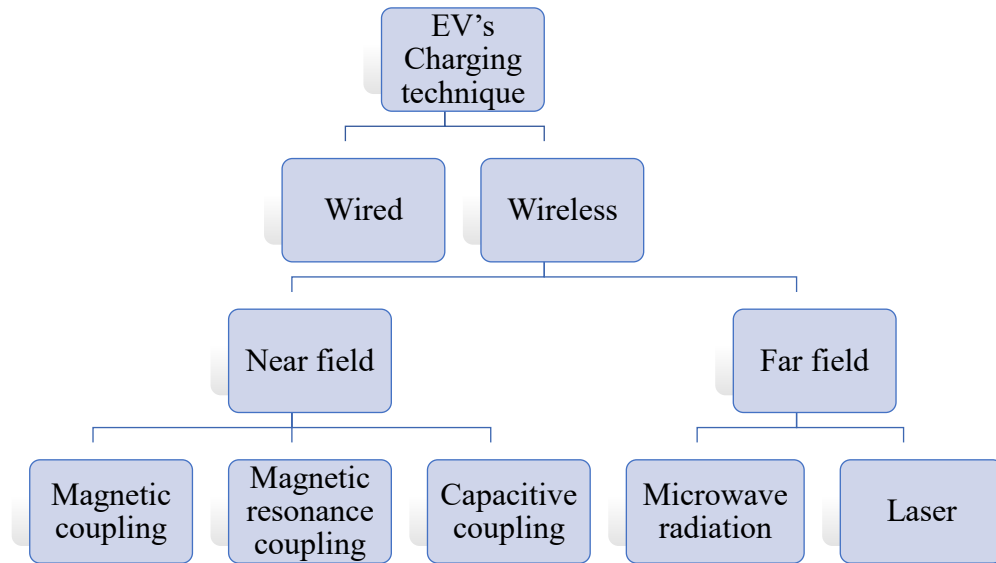 EV’s
Charging
technique
Wired
Wireless
Near field
Far field
Magnetic
coupling
Magnetic
resonance
coupling
Capacitive
coupling
Microwave
radiation
Laser